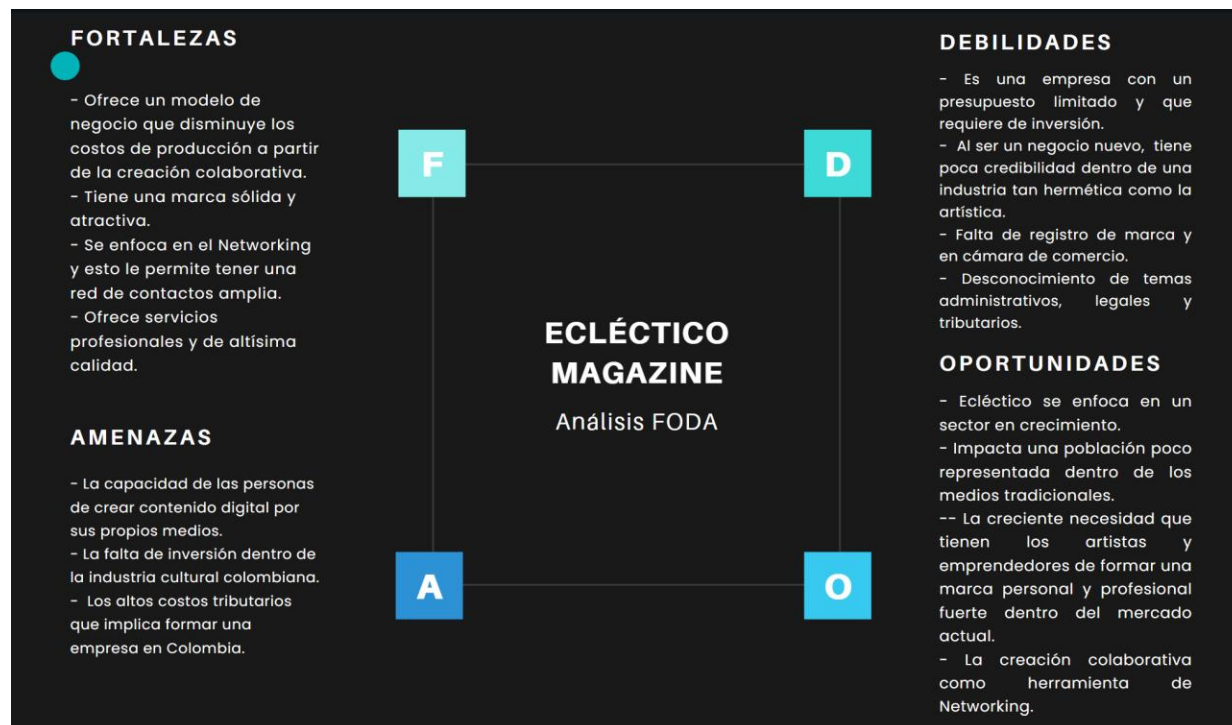 FORTALEZAS
- Ofrece un modelo de
negocio que disminuye los
costos de producción a partir
de la creación colaborativa.
- Tiene una marca sólida y
atractiva.
- Se enfoca en el Networking
y esto le permite tener una
red de contactos amplia.
- Ofrece servicios
profesionales y de altísima
calidad.
AMENAZAS
- La capacidad de las personas
de crear contenido digital por
sus propios medios.
- La falta de inversión dentro de
la industria cultural colombiana.
- Los altos costos tributarios
que implica formar una
empresa en Colombia.
F
D
ECLÉCTICO
MAGAZINE
Análisis FODA
A
O
DEBILIDADES
- Es una empresa con un
presupuesto limitado y que
requiere de inversión.
- Al ser un negocio nuevo, tiene
poca credibilidad dentro de una
industria tan hermética como la
artística.
- Falta de registro de marca y
en cámara de comercio.
- Desconocimiento de temas
administrativos, legales y
tributarios.
OPORTUNIDADES
- Ecléctico se enfoca en un
sector en crecimiento.
- Impacta una población poco
representada dentro de los
medios tradicionales.
-- La creciente necesidad que
tienen los artistas y
emprendedores de formar una
marca personal y profesional
fuerte dentro del mercado
actual.
- La creación colaborativa
como herramienta de
Networking.